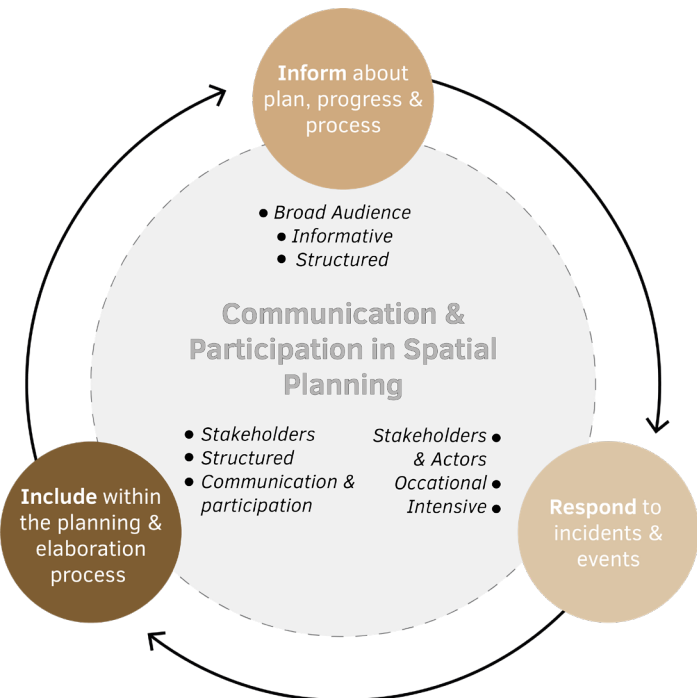 Inform about
plan, progress &
process
• Broad Audience
• Informative
• Structured
Communication &
Participation in Spatial
Planning
• Stakeholders
• Structured
• Communication &
participation
Stakeholders •
& Actors
Occational •
Intensive •
Include within
the planning &
elaboration
process
Respond to
incidents &
events